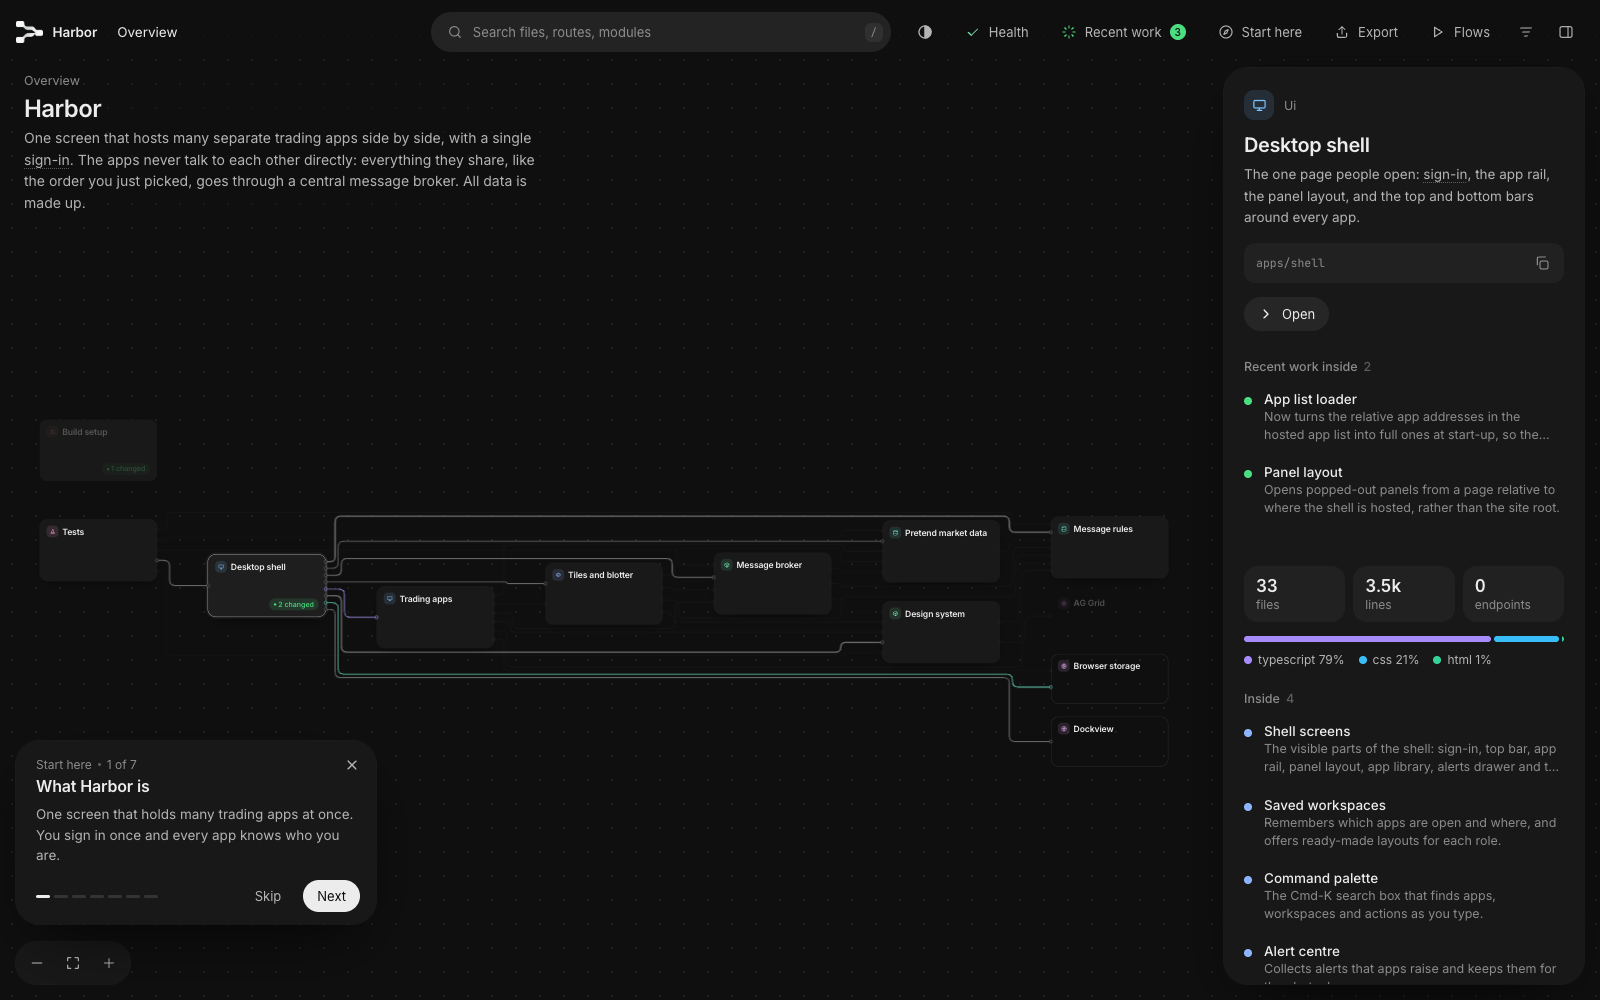 Harbor
Overview
Search files, routes, modules
/
Health
Recent work 3
Start here
Export
Flows
Overview
Harbor
One screen that hosts many separate trading apps side by side, with a single
sign-in. The apps never talk to each other directly: everything they share, like
the order you just picked, goes through a central message broker. All data is
made up.
Build setup
• 1 changed
Tests
Desktop shell
• 2 changed
Trading apps
Tiles and blotter
Message broker
Pretend market data
Design system
Message rules
AG Grid
Browser storage
Dockview
Start here • 1 of 7
What Harbor is
One screen that holds many trading apps at once.
You sign in once and every app knows who you
are.
Skip
Next
Ui
Desktop shell
The one page people open: sign-in, the app rail,
the panel layout, and the top and bottom bars
around every app.
apps/shell
Open
Recent work inside 2
App list loader
Now turns the relative app addresses in the
hosted app list into full ones at start-up, so the...
Panel layout
Opens popped-out panels from a page relative to
where the shell is hosted, rather than the site root.
33
files
3.5k
lines
0
endpoints
typescript 79%
css 21%
html 1%
Inside 4
Shell screens
The visible parts of the shell: sign-in, top bar, app
rail, panel layout, app library, alerts drawer and t...
Saved workspaces
Remembers which apps are open and where, and
offers ready-made layouts for each role.
Command palette
The Cmd-K search box that finds apps,
workspaces and actions as you type.
Alert centre
Collects alerts that apps raise and keeps them for